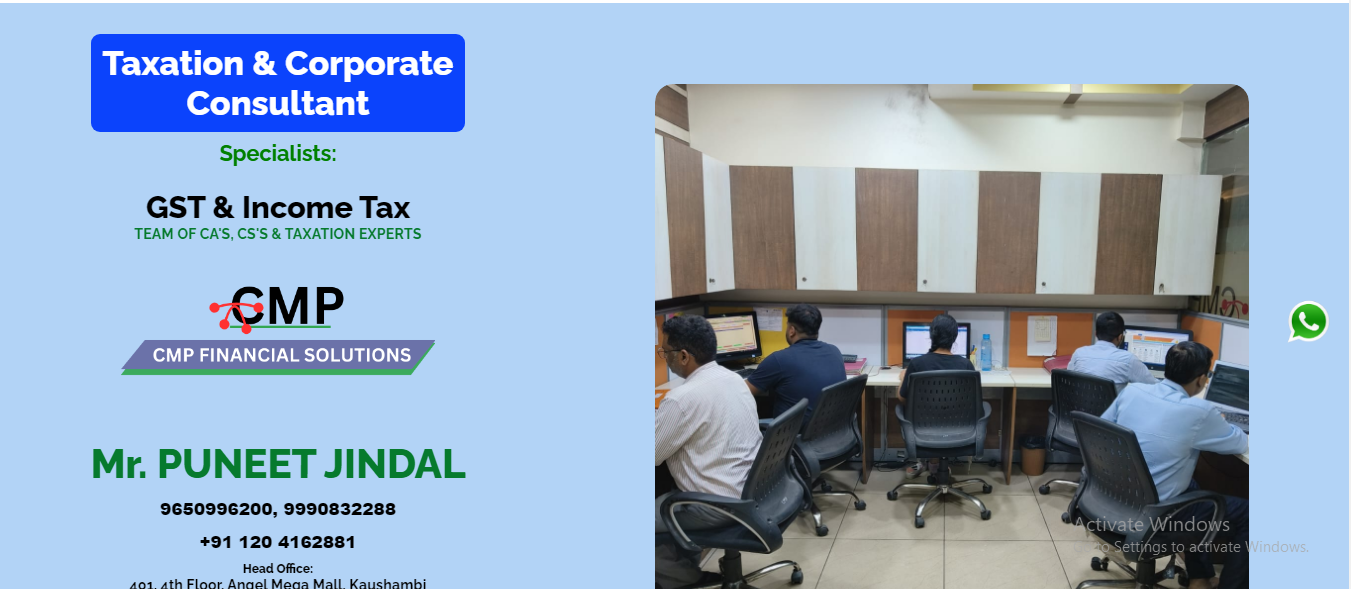 Taxation & Corporate
Consultant
Specialists:
GST & Income Tax
TEAM OF CA'S, CS'S & TAXATION EXPERTS
CMP
CMP FINANCIAL SOLUTIONS
Mr. PUNEET JINDAL
9650996200, 9990832288
+91 120 4162881
Head Office:
401, 4th Floor, Angel Mega Mall, Kaushambi
Activate Windows
Go to Settings to activate Windows.